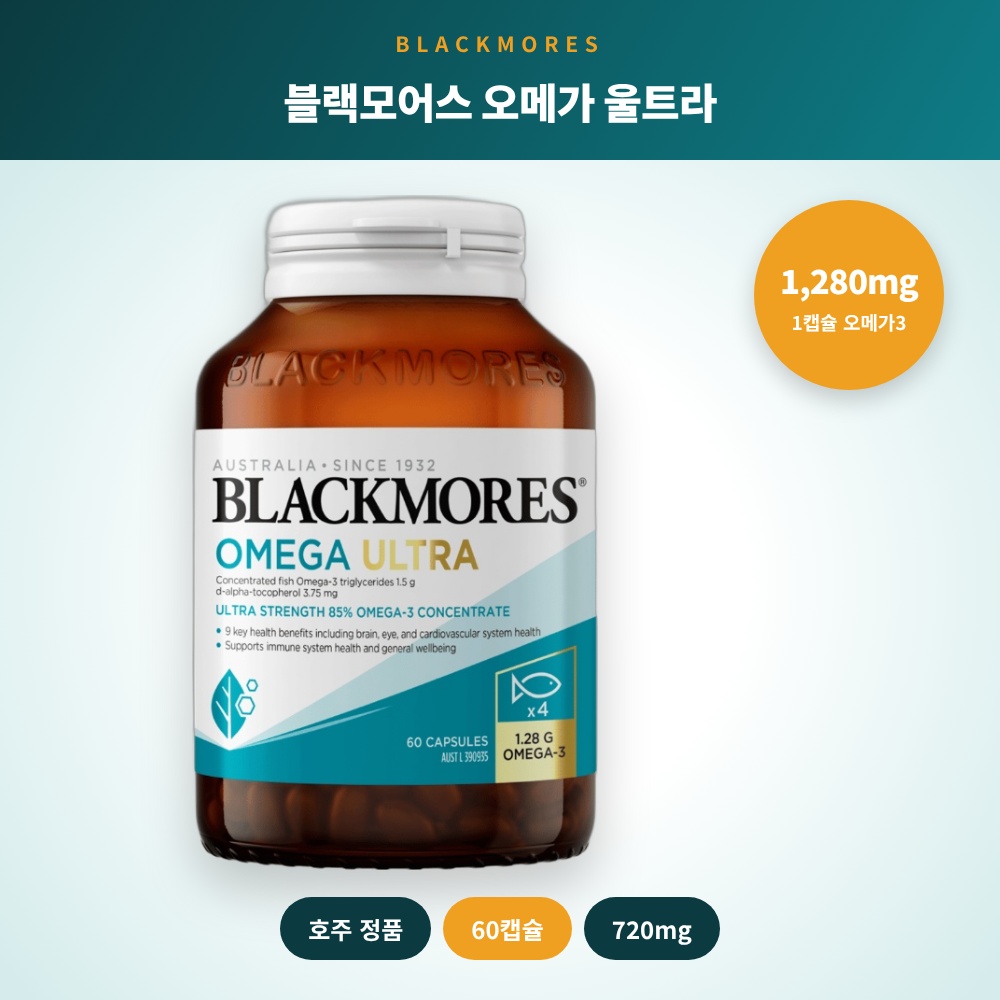 BLACKMORES
블랙모어스 오메가 울트라
1,280mg
1캡슐 오메가3
BLACKMORES
AUSTRALIA • SINCE 1932
BLACKMORES®
OMEGA ULTRA
Concentrated fish Omega-3 triglycerides 1.5 g
d-alpha-tocopherol 3.75 mg
ULTRA STRENGTH 85% OMEGA-3 CONCENTRATE
• 9 key health benefits including brain, eye, and cardiovascular system health
• Supports immune system health and general wellbeing
x4
60 CAPSULES
AUST L 390935
1.28 G
OMEGA-3
호주 정품
60캡슐
720mg